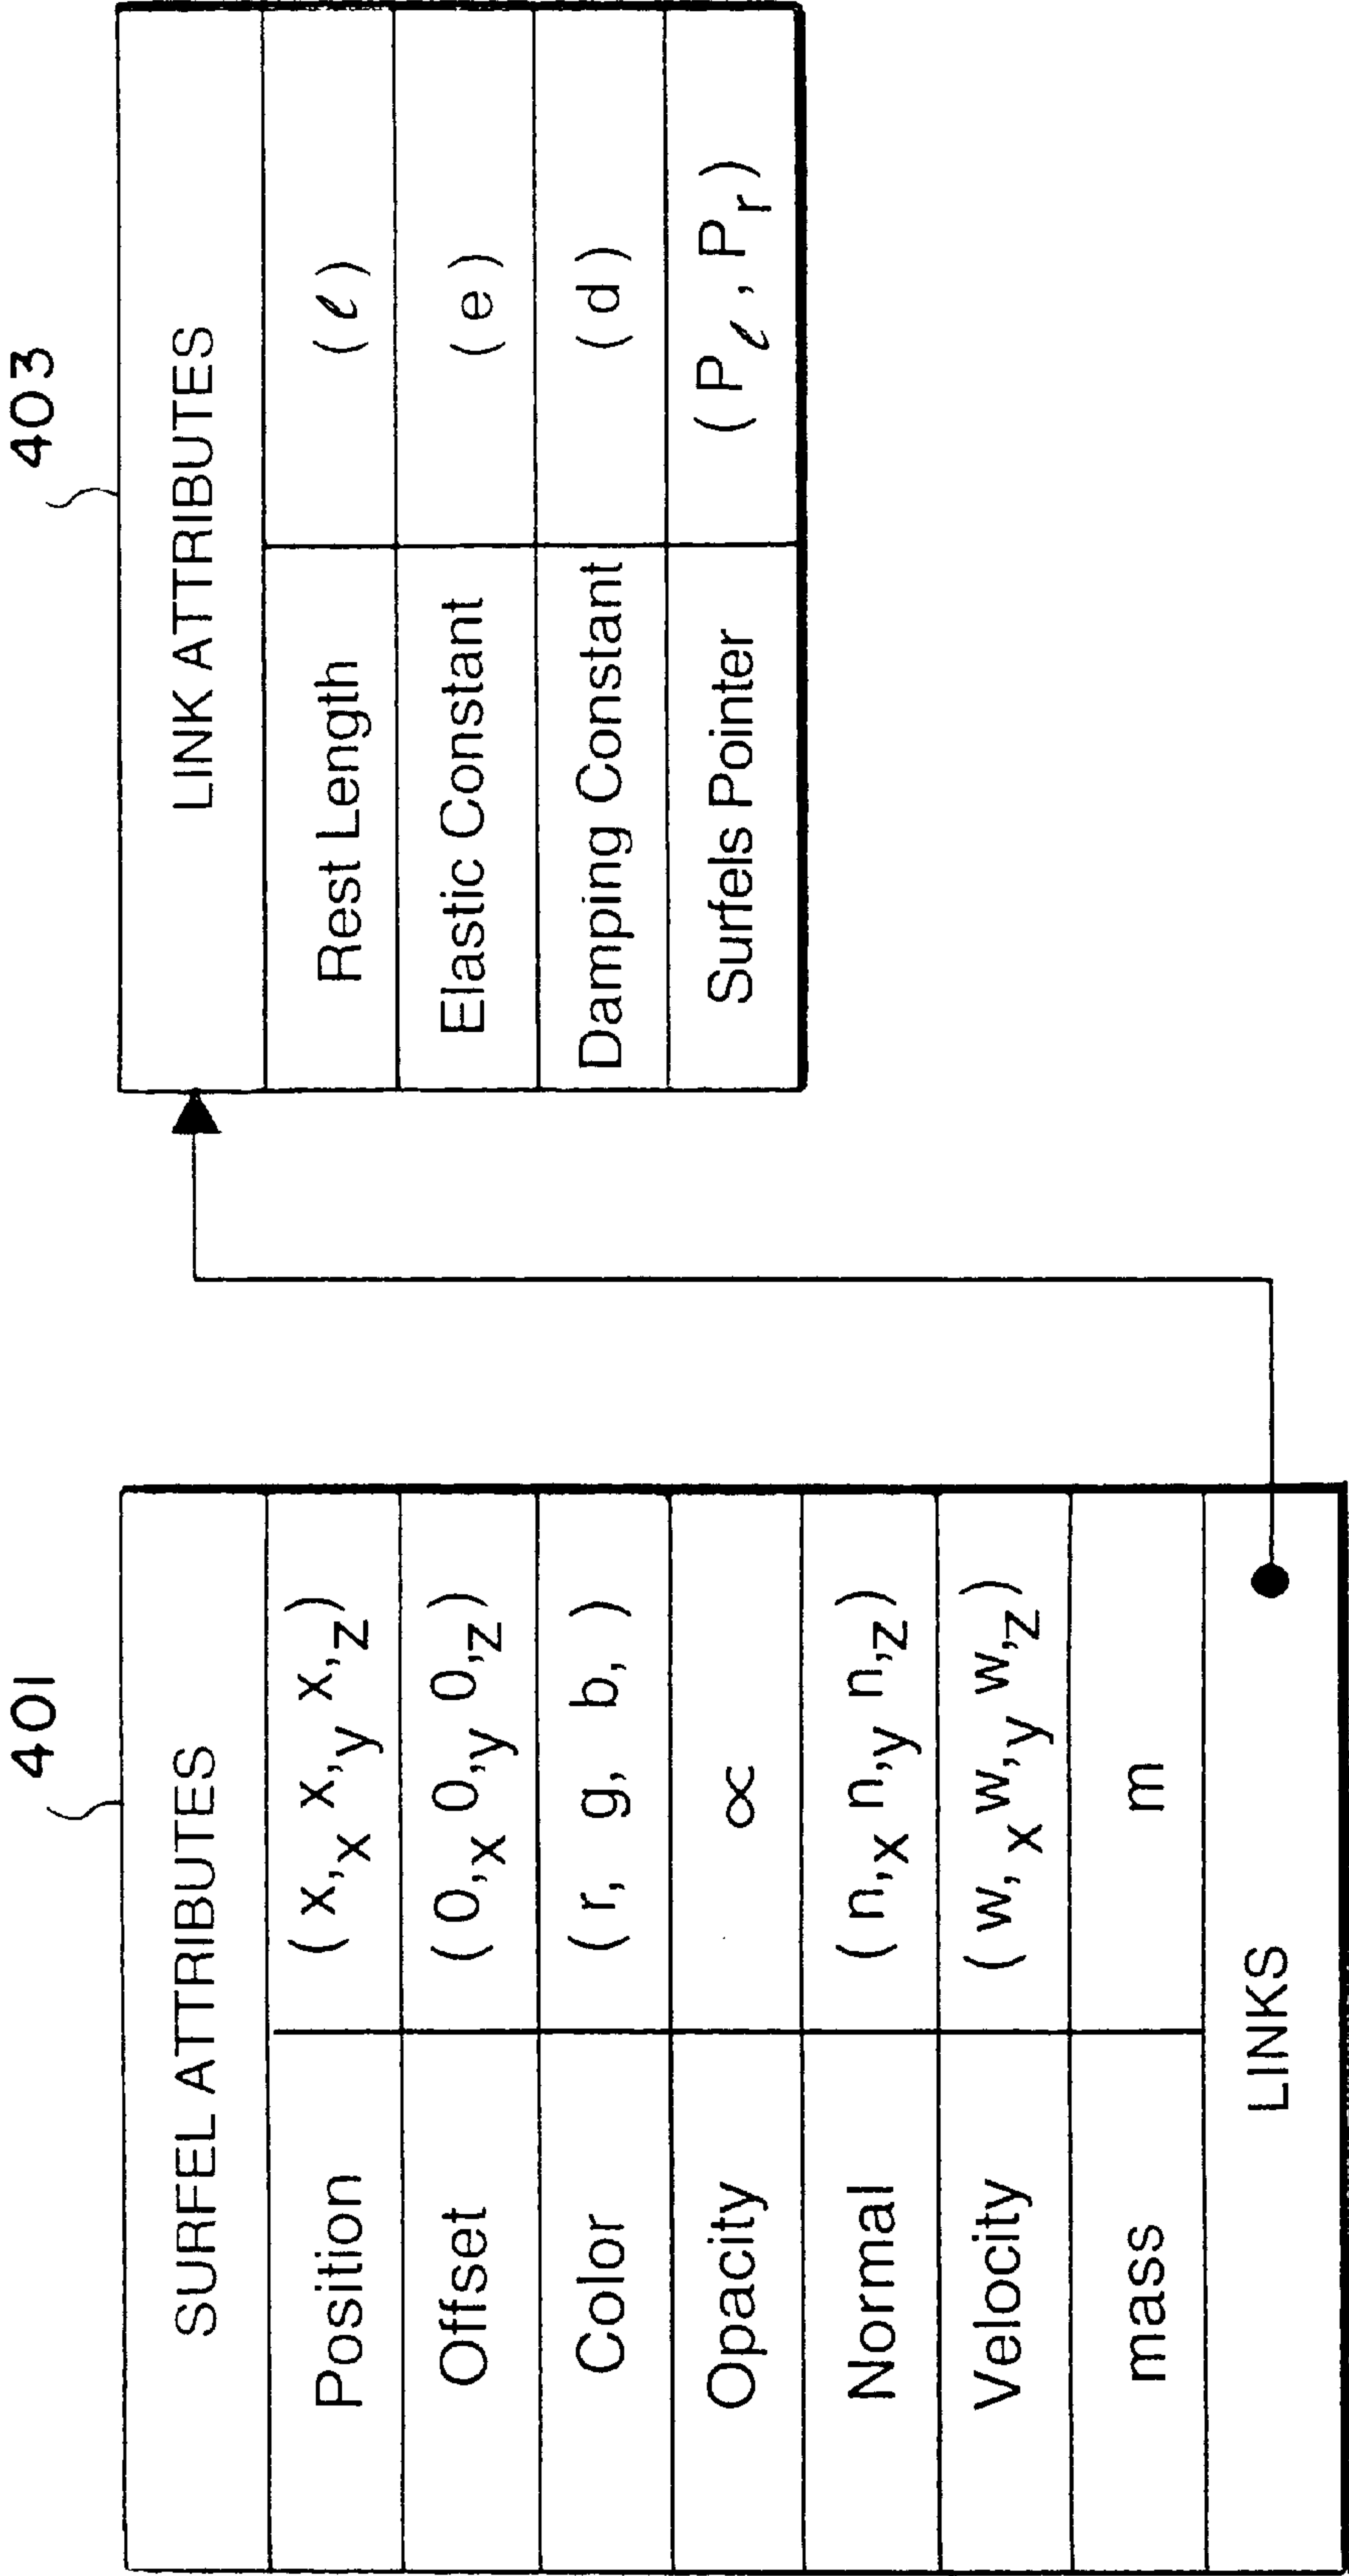 401
SURFEL ATTRIBUTES
Position (x,x x,y x,z)
Offset (0,x 0,y 0,z)
Color (r, g, b, )
Opacity ∝
Normal (n,x n,y n,z)
Velocity (w,x w,y w,z)
mass m
LINKS
403
LINK ATTRIBUTES
Rest Length (ℓ)
Elastic Constant (e)
Damping Constant (d)
Surfels Pointer (Pℓ, Pr)